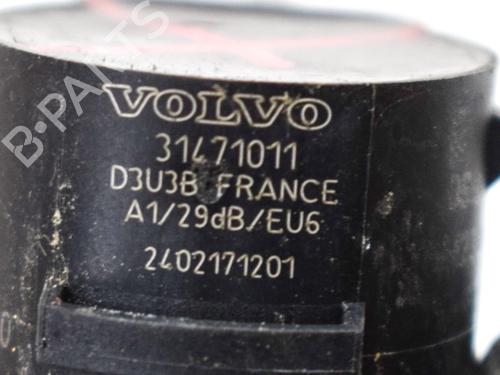 VOLVO
31471011
D3U3B FRANCE
A1/29dB/EU6
2402171201
B-PARTS
U